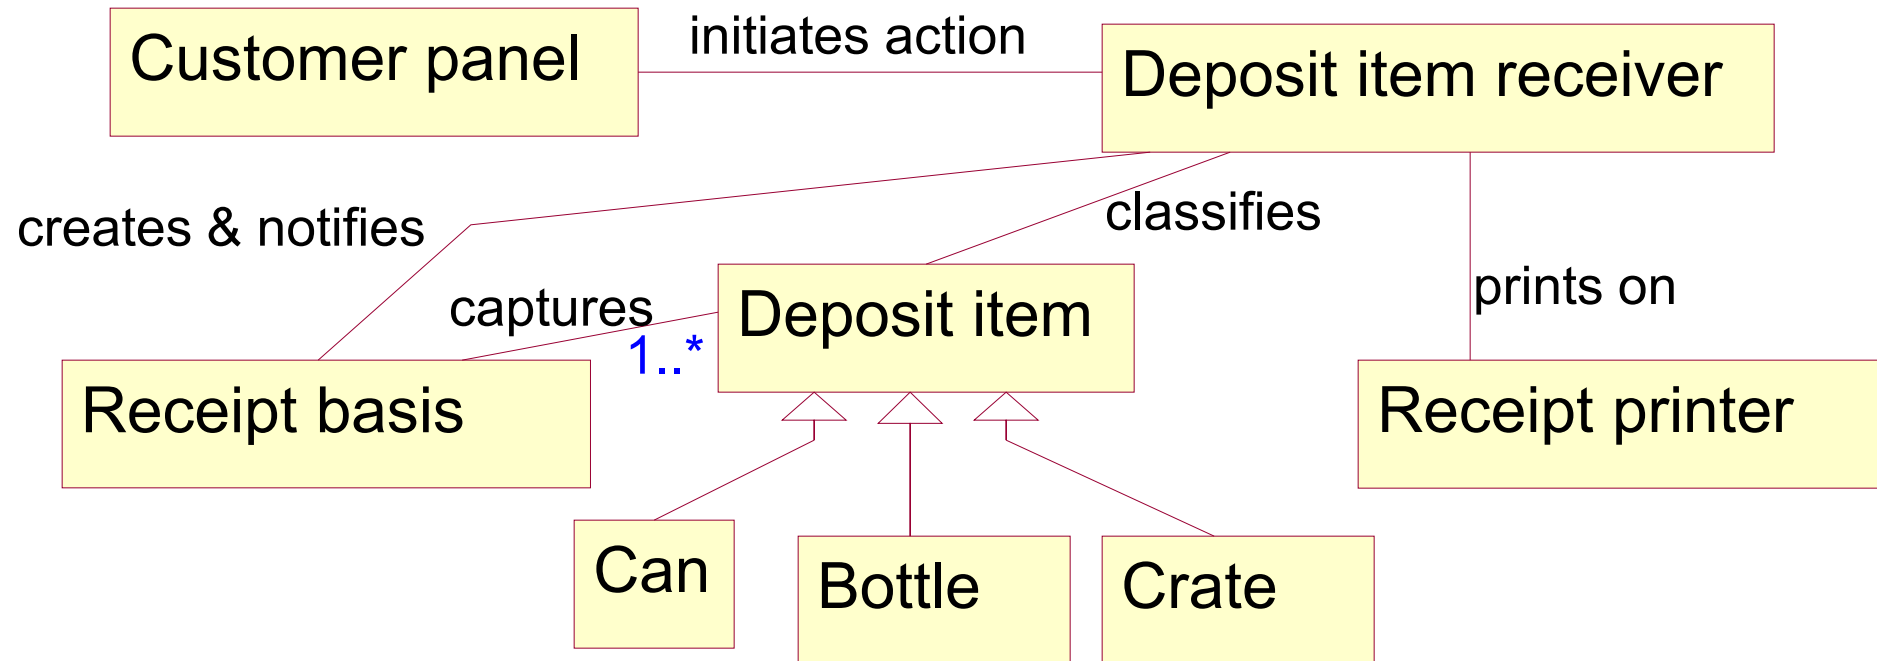 Customer panel
initiates action
Deposit item receiver
creates & notifies
classifies
captures
1..*
Deposit item
prints on
Receipt basis
Receipt printer
Can
Bottle
Crate